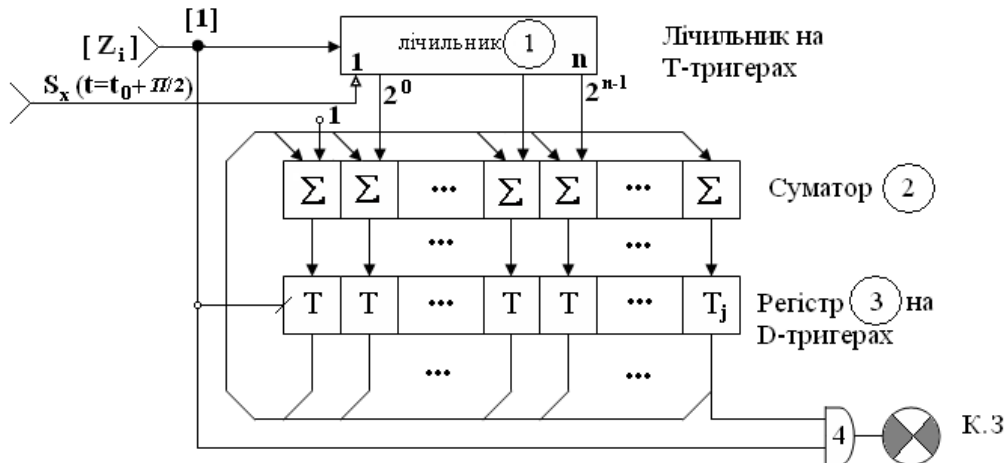 [1]
[Z_i]
лічильник 1
1
n
Лічильник на
Т-тригерах
S_x (t=t_0+π/2)
2^0
2^{n-1}
1
Σ Σ ... Σ Σ ... Σ
Суматор 2
... ...
T T ... T T ... T_j
Регістр 3 на
D-тригерах
... ...
4
К.З